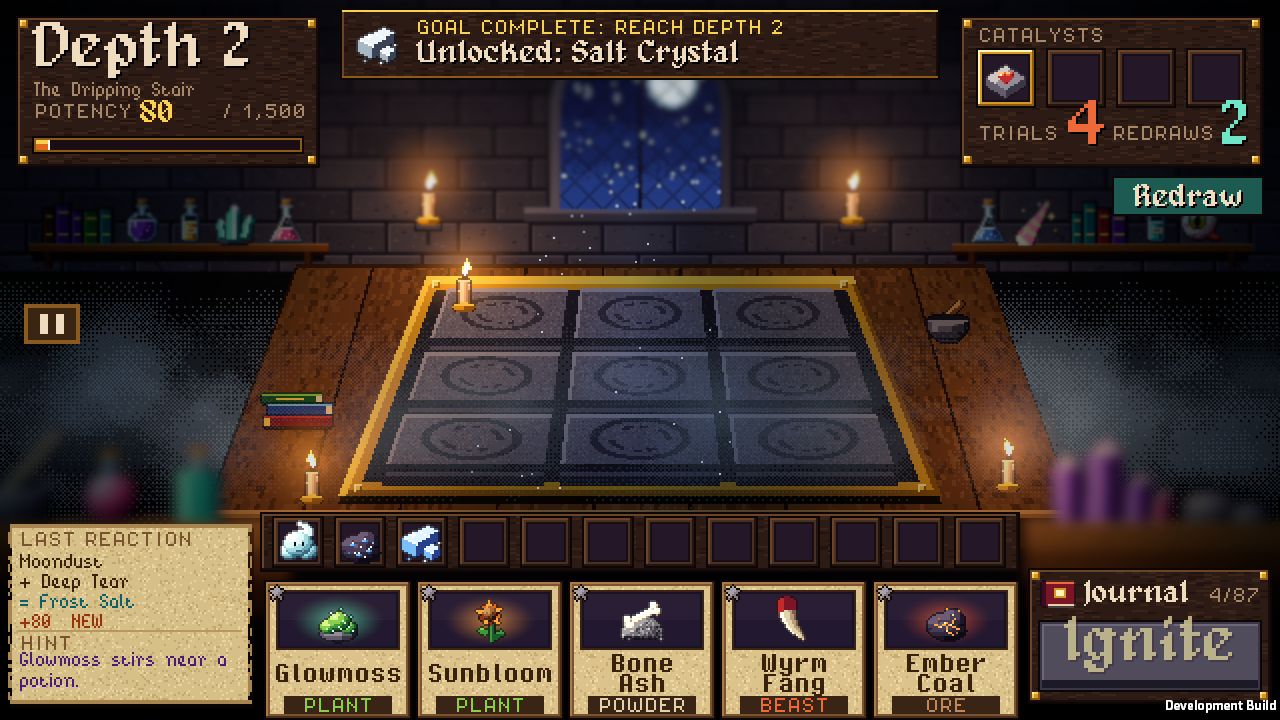 Depth 2
The Dripping Stair
POTENCY 80 / 1,500
GOAL COMPLETE: REACH DEPTH 2
Unlocked: Salt Crystal
CATALYSTS
TRIALS 4 REDRAWS 2
Redraw
LAST REACTION
Moondust
+ Deep Tear
= Frost Salt
+80 NEW
HINT
Glowmoss stirs near a
potion.
Glowmoss
PLANT
Sunbloom
PLANT
Bone
Ash
POWDER
Wyrm
Fang
BEAST
Ember
Coal
ORE
Journal 4/87
Ignite
Development Build